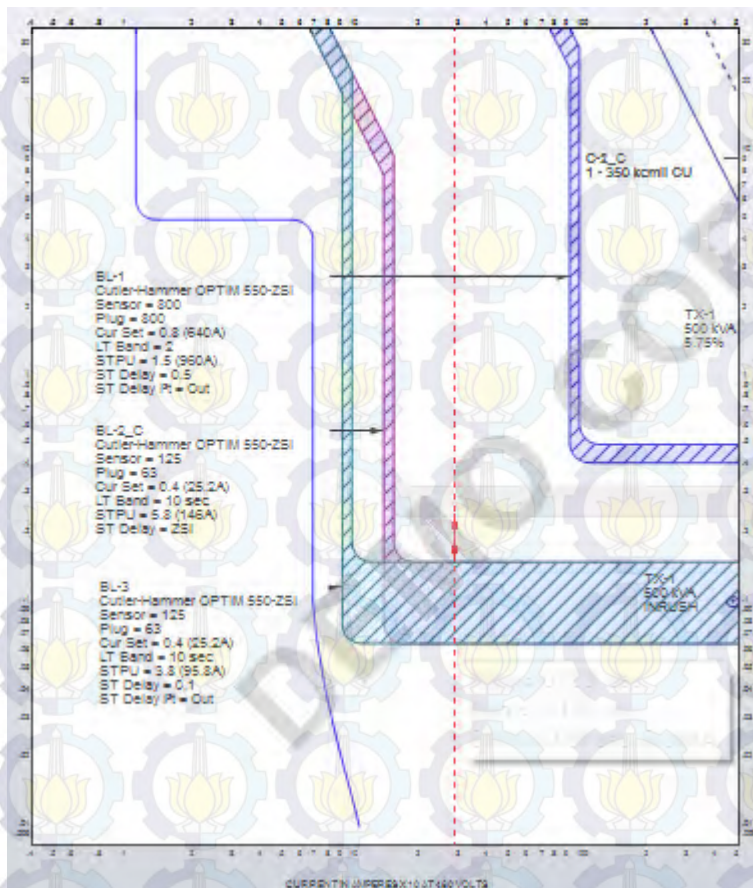 C-2_C
1 - 350 kcmil CU
BL-1
Cutler-Hammer OPTIM 550-ZSI
Sensor = 800
Plug = 800
Cur Set = 0.8 (640A)
LT Band = 2
STPU = 1.5 (960A)
ST Delay = 0.5
ST Delay Pt = Out
TX-1
500 kVA
5.75%
BL-2_C
Cutler-Hammer OPTIM 550-ZSI
Sensor = 125
Plug = 63
Cur Set = 0.4 (25.2A)
LT Band = 10 sec
STPU = 5.8 (146A)
ST Delay = ZSI
BL-3
Cutler-Hammer OPTIM 550-ZSI
Sensor = 125
Plug = 63
Cur Set = 0.4 (25.2A)
LT Band = 10 sec
STPU = 3.8 (95.8A)
ST Delay = 0.1
ST Delay Pt = Out
TX-1
500 kVA
INRUSH
DEMO COP
CURRENT IN AMPERES X 10 AT 480 VOLTS